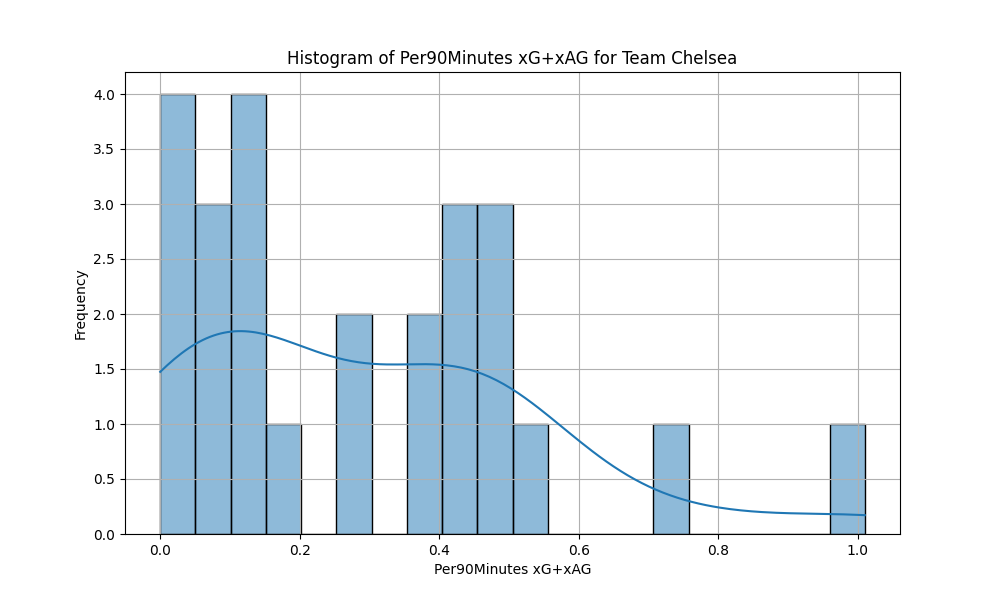 Histogram of Per90Minutes xG+xAG for Team Chelsea
4.0
3.5
3.0
2.5
2.0
1.5
1.0
0.5
0.0
Frequency
0.0 0.2 0.4 0.6 0.8 1.0
Per90Minutes xG+xAG